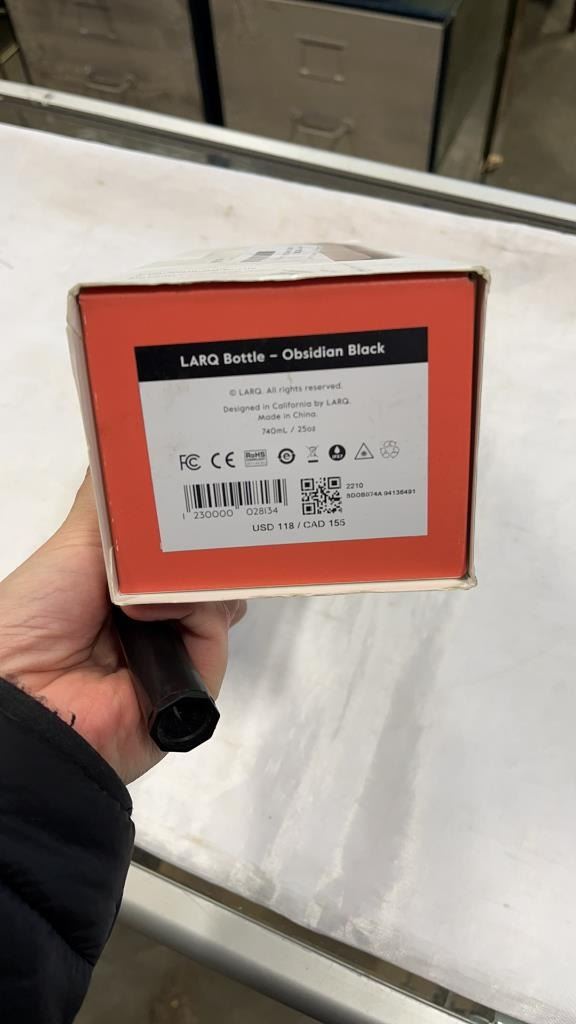 LARQ Bottle – Obsidian Black
© LARQ. All rights reserved.
Designed in California by LARQ.
Made in China.
740mL / 25oz
FC CE RoHS e IP67
1 230000 028134
2210
USD 118 / CAD 155